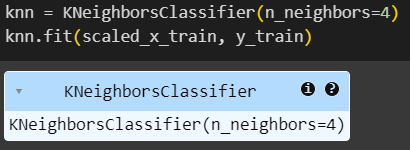 knn = KNeighborsClassifier(n_neighbors=4)
knn.fit(scaled_x_train, y_train)
KNeighborsClassifier i ?
KNeighborsClassifier(n_neighbors=4)